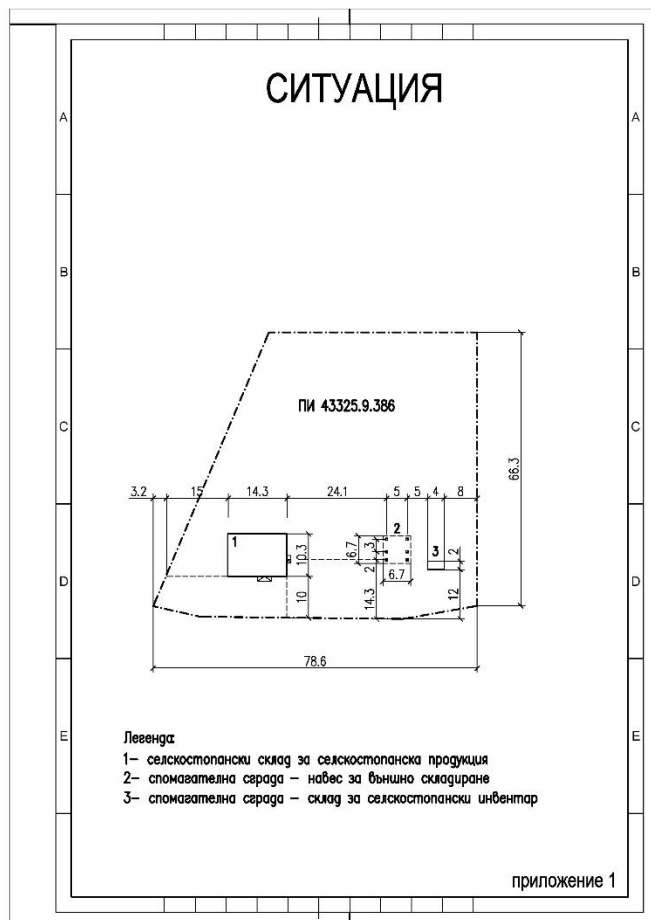 СИТУАЦИЯ
A A
B B
C C
D D
E E
ПИ 43325.9.386
66.3
3.2 15 14.3 24.1 5 5 4 8
1 2 3
10.3 6.7 3 2 2
6.7
10 14.3 12
78.6
Легенда:
1– селскостопански склад за селскостопанска продукция
2– спомагателна сграда – навес за външно складиране
3– спомагателна сграда – склад за селскостопански инвентар
приложение 1